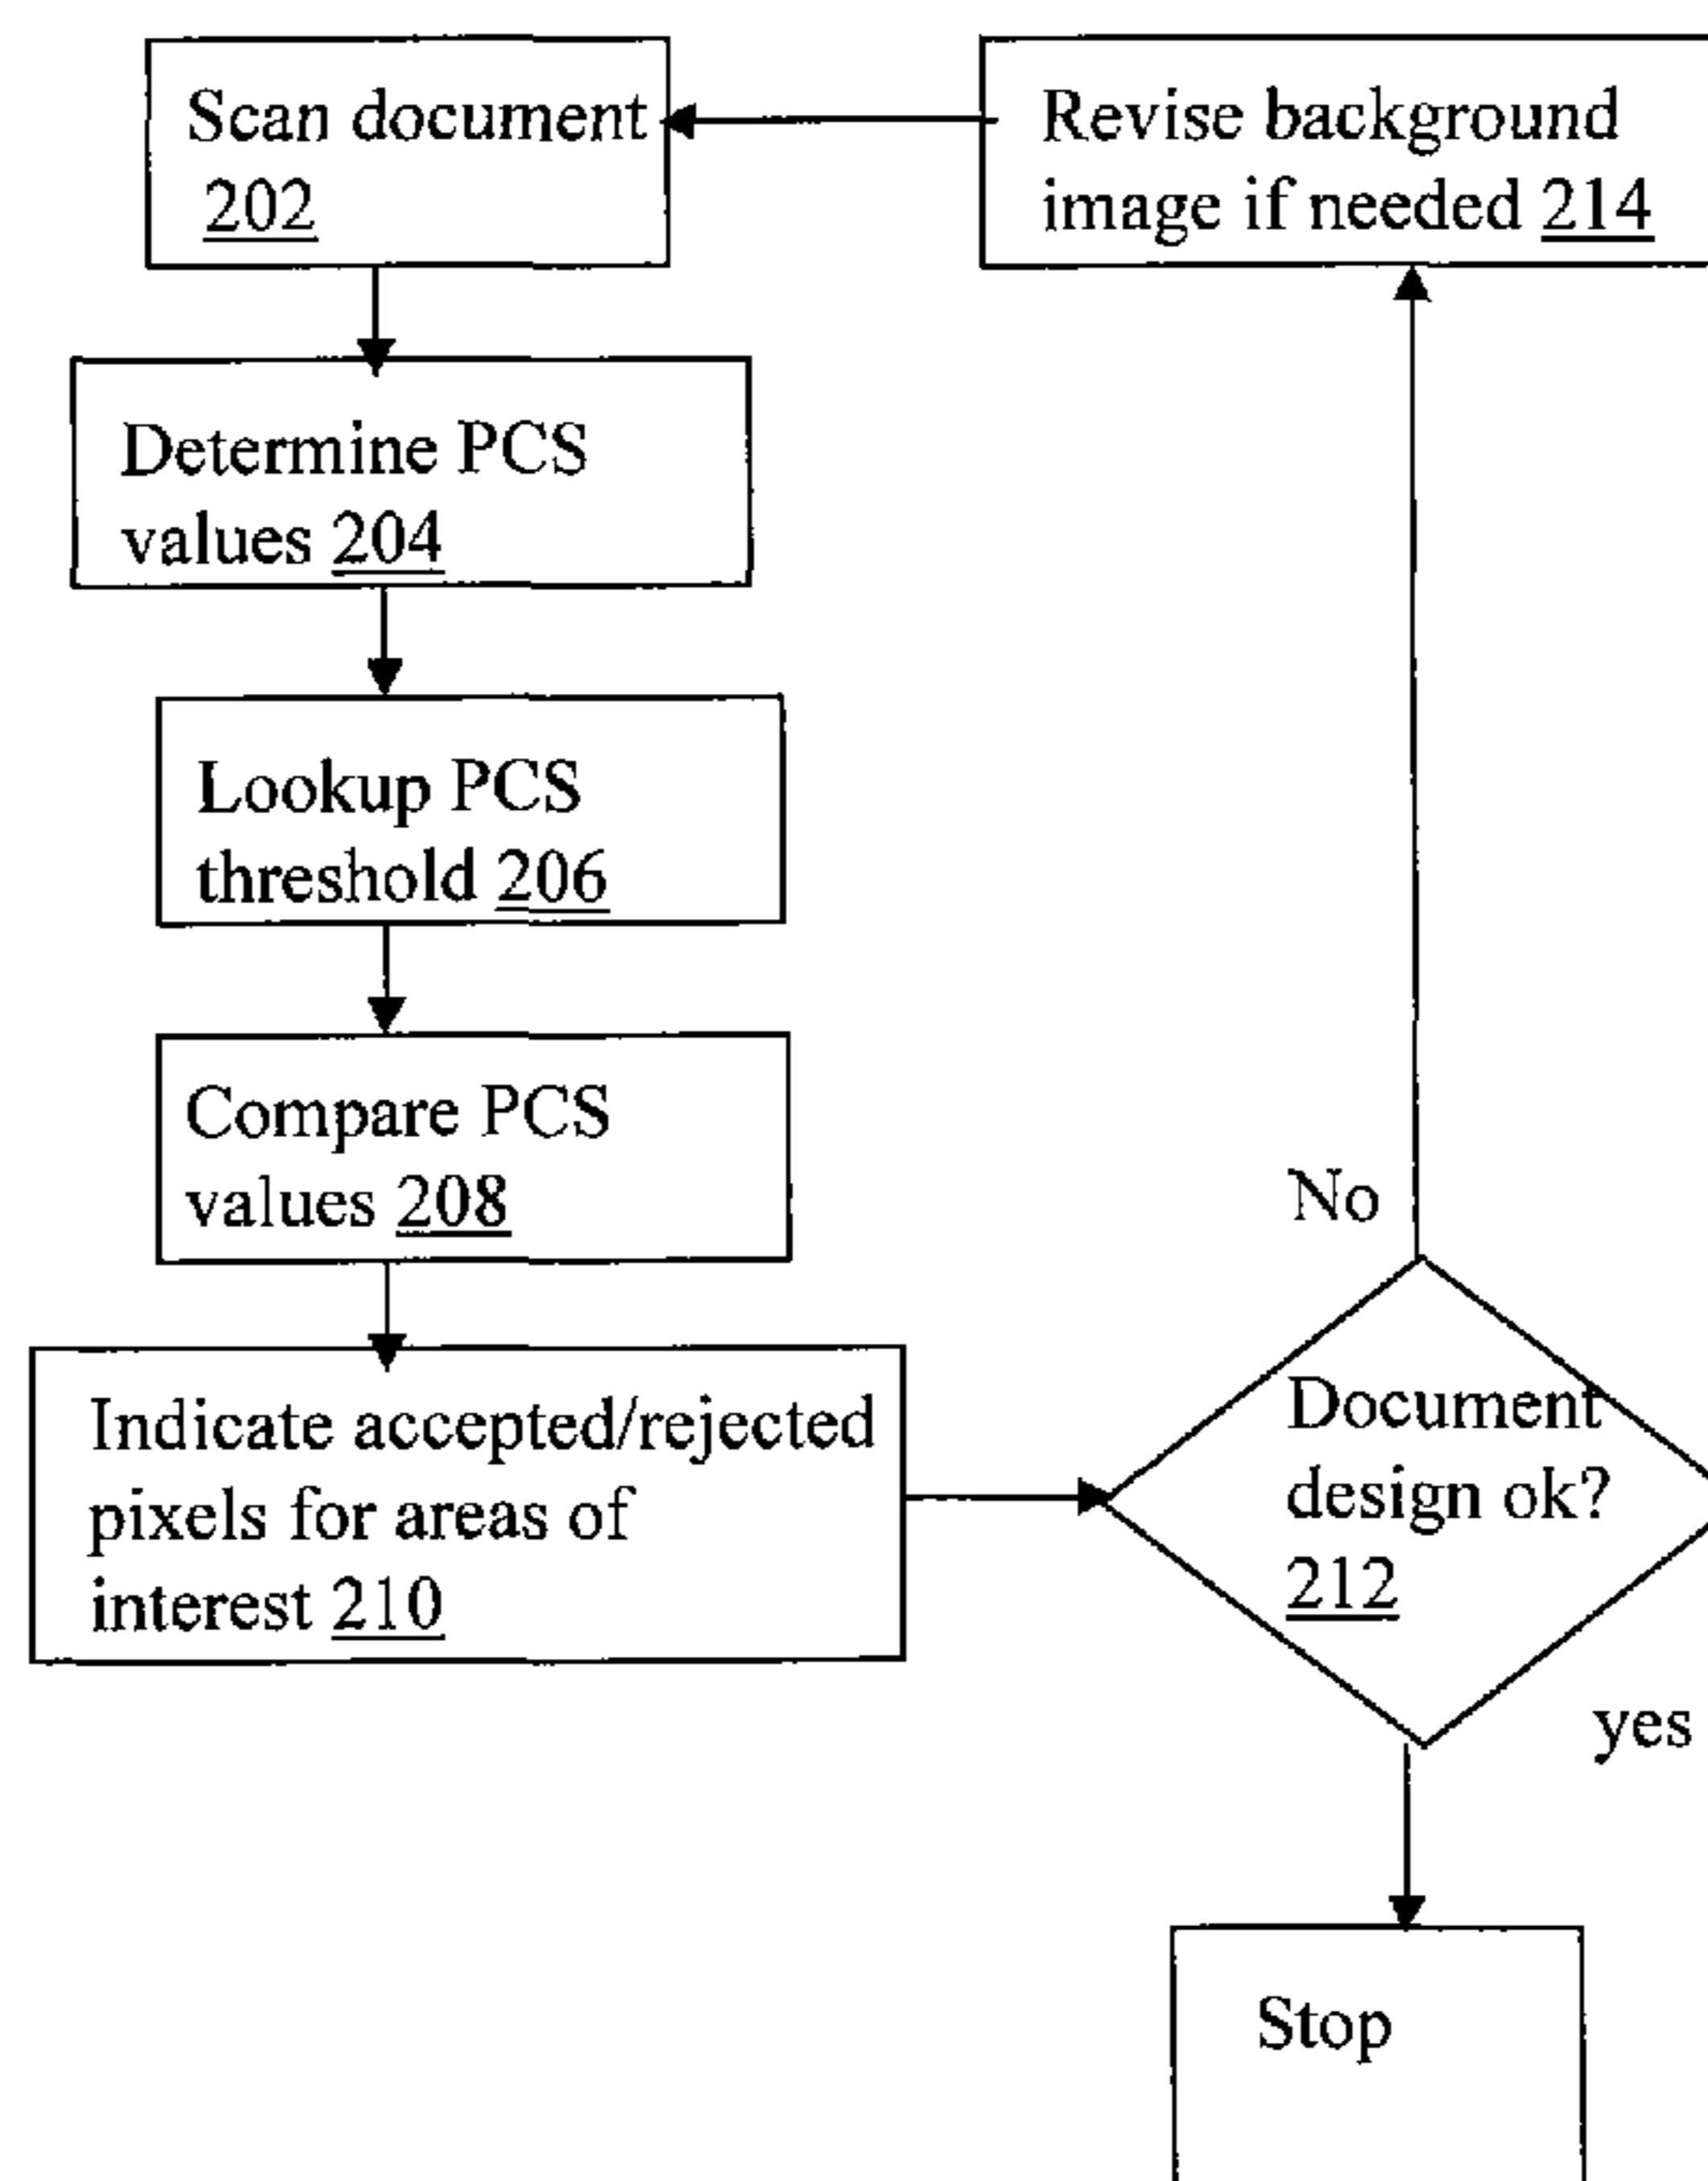 Scan document
202
Revise background
image if needed 214
Determine PCS
values 204
Lookup PCS
threshold 206
Compare PCS
values 208
No
Indicate accepted/rejected
pixels for areas of
interest 210
Document
design ok?
212
yes
Stop